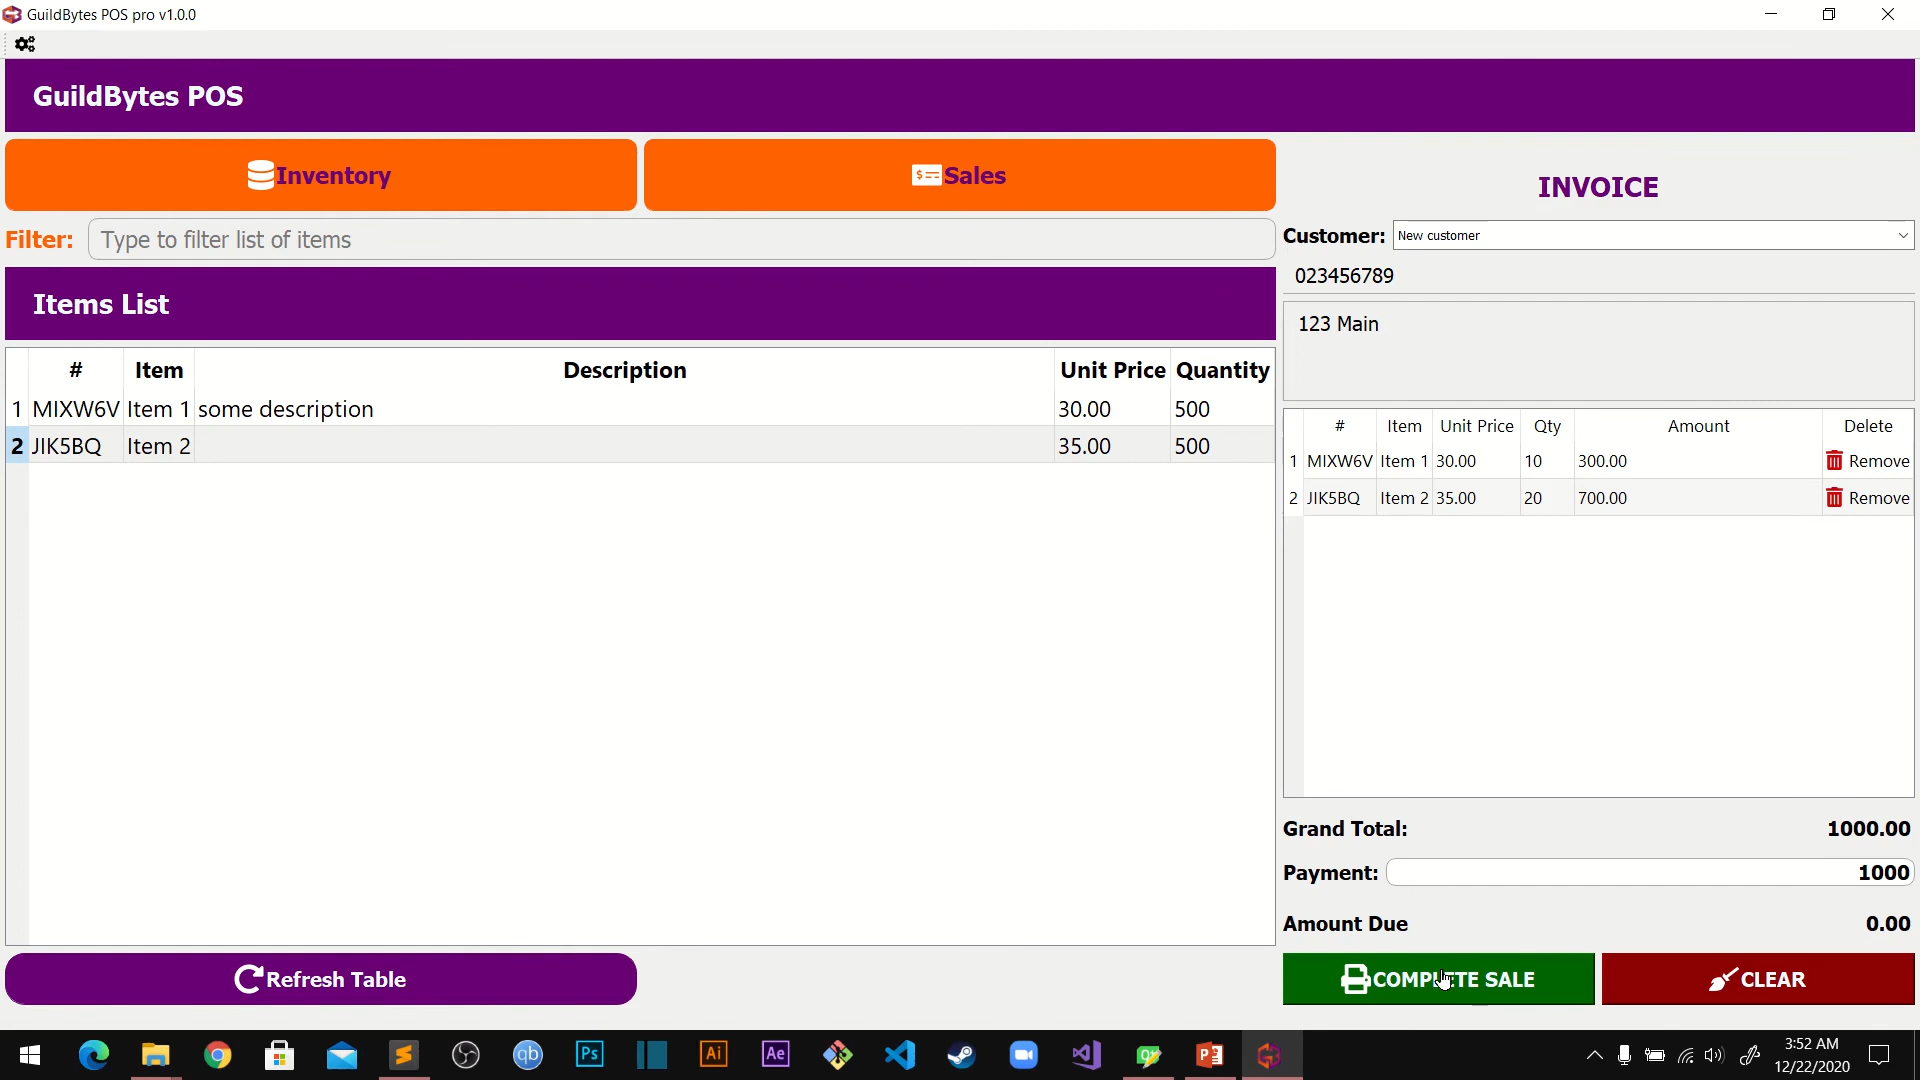 GuildBytes POS pro v1.0.0
GuildBytes POS
Inventory
Sales
Filter: Type to filter list of items
Items List
# Item Description Unit Price Quantity
1 MIXW6V Item 1 some description 30.00 500
2 JIK5BQ Item 2 35.00 500
Refresh Table
INVOICE
Customer: New customer
023456789
123 Main
# Item Unit Price Qty Amount Delete
1 MIXW6V Item 1 30.00 10 300.00 Remove
2 JIK5BQ Item 2 35.00 20 700.00 Remove
Grand Total: 1000.00
Payment: 1000
Amount Due 0.00
COMPLETE SALE
CLEAR
qb
Ps
Ai
Ae
3:52 AM
12/22/2020